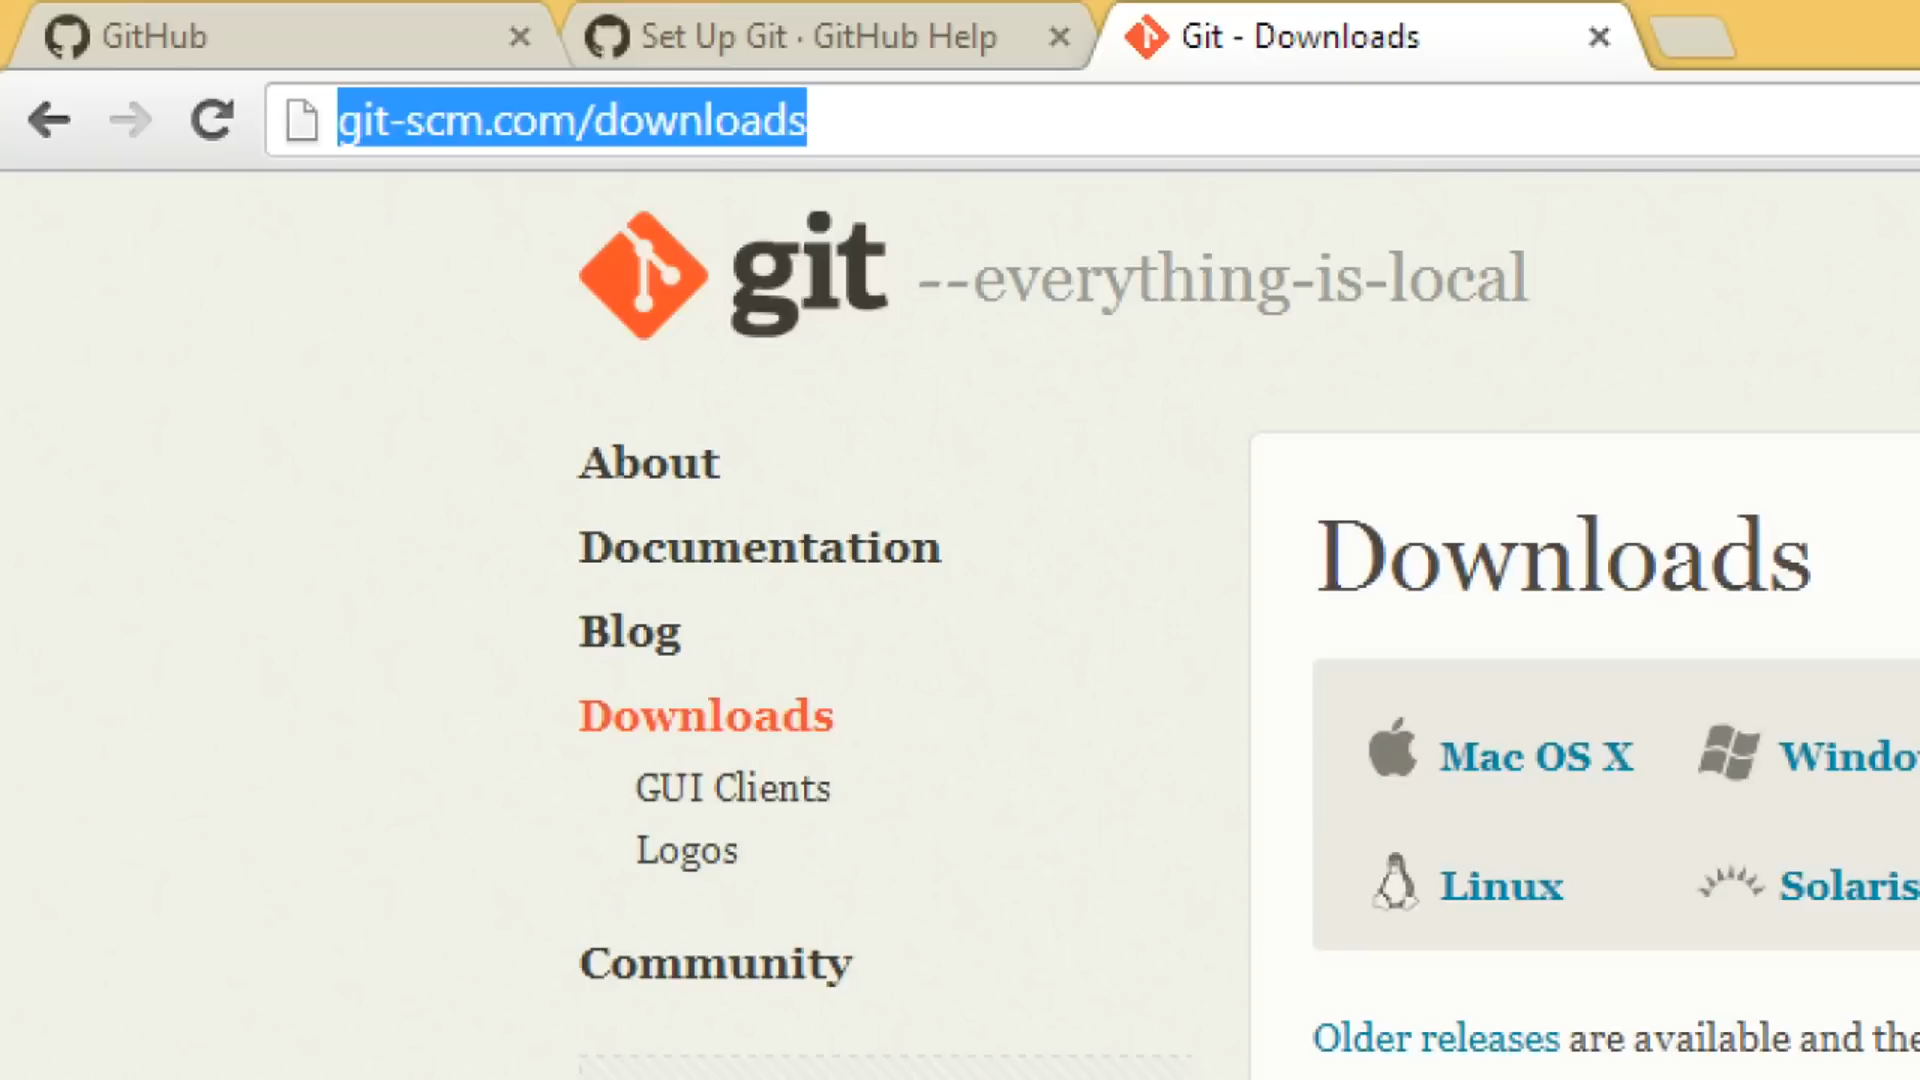 GitHub
Set Up Git · GitHub Help
Git - Downloads
git-scm.com/downloads
git --everything-is-local
About
Documentation
Blog
Downloads
GUI Clients
Logos
Community
Downloads
Mac OS X
Windo
Linux
Solaris
Older releases are available and the